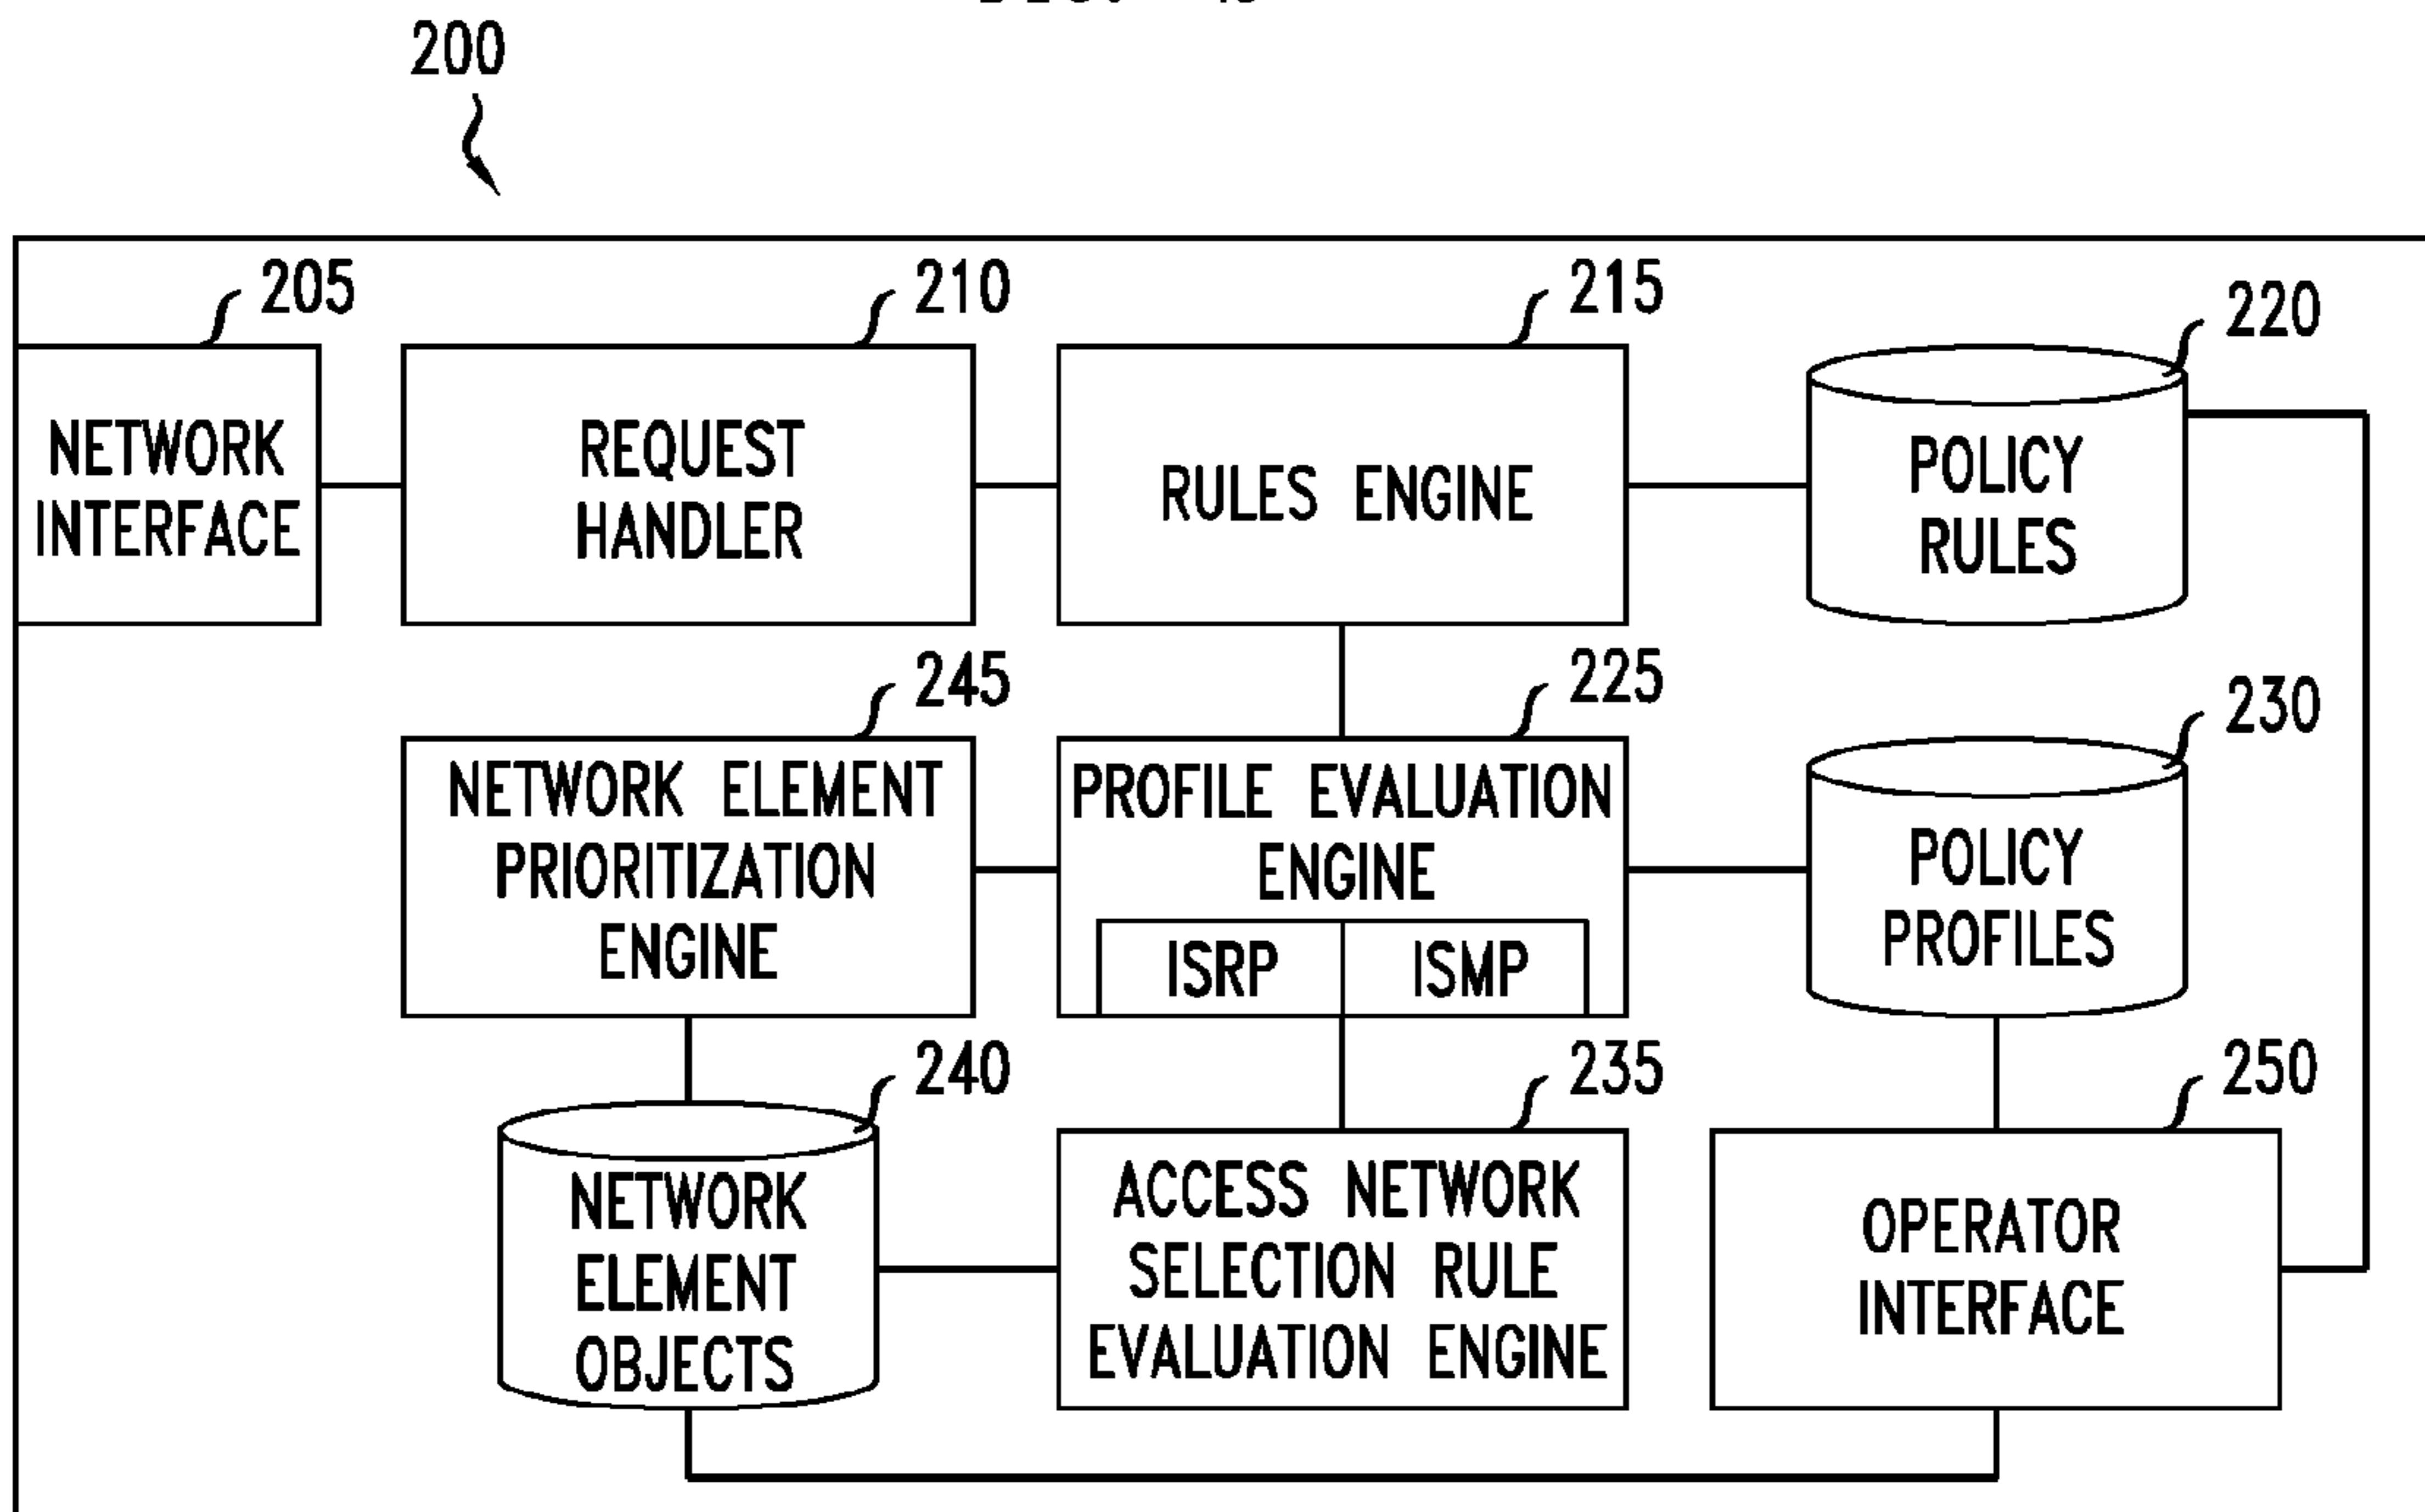 200
205
210
215
220
NETWORK
INTERFACE
REQUEST
HANDLER
RULES ENGINE
POLICY
RULES
245
225
230
NETWORK ELEMENT
PRIORITIZATION
ENGINE
PROFILE EVALUATION
ENGINE
ISRP
ISMP
POLICY
PROFILES
240
235
250
NETWORK
ELEMENT
OBJECTS
ACCESS NETWORK
SELECTION RULE
EVALUATION ENGINE
OPERATOR
INTERFACE